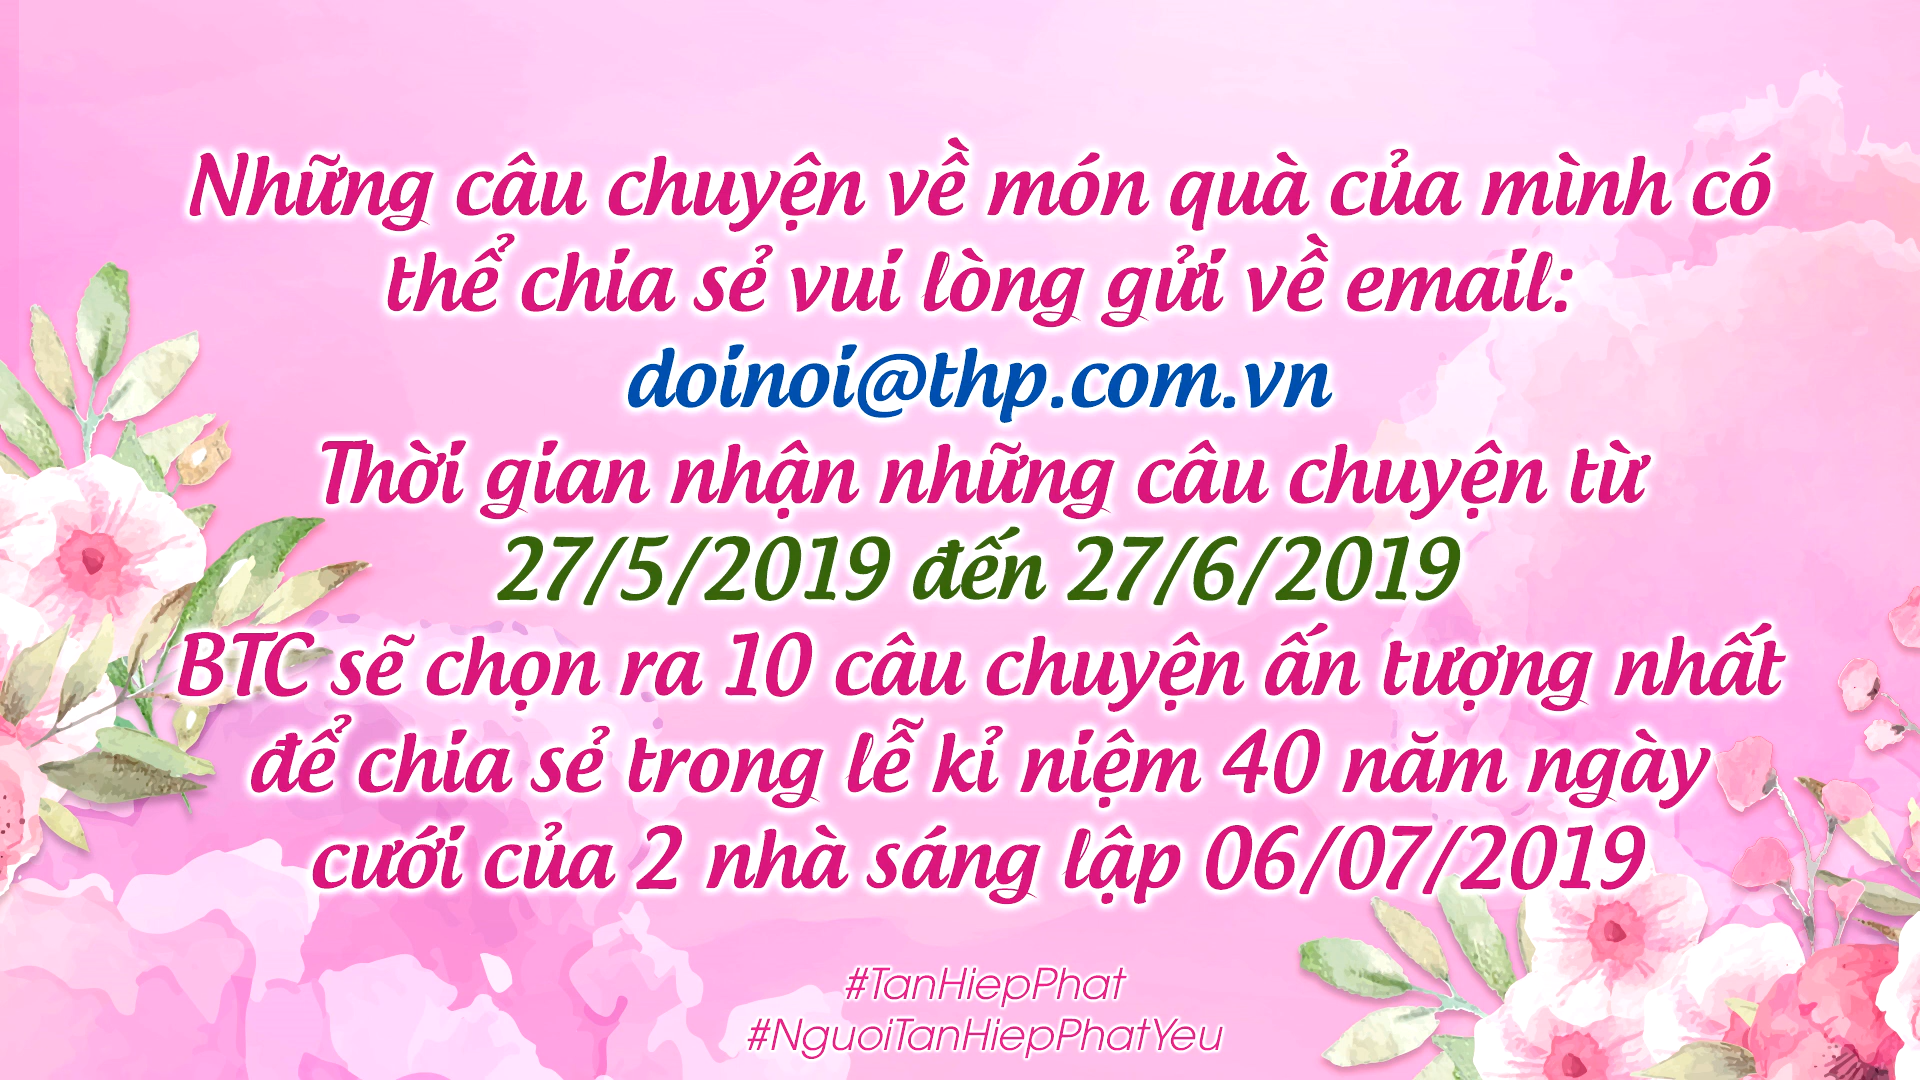 Những câu chuyện về món quà của mình có
thể chia sẻ vui lòng gửi về email:
doinoi@thp.com.vn
Thời gian nhận những câu chuyện từ
27/5/2019 đến 27/6/2019
BTC sẽ chọn ra 10 câu chuyện ấn tượng nhất
để chia sẻ trong lễ kỉ niệm 40 năm ngày
cưới của 2 nhà sáng lập 06/07/2019
#TanHiepPhat
#NguoiTanHiepPhatYeu